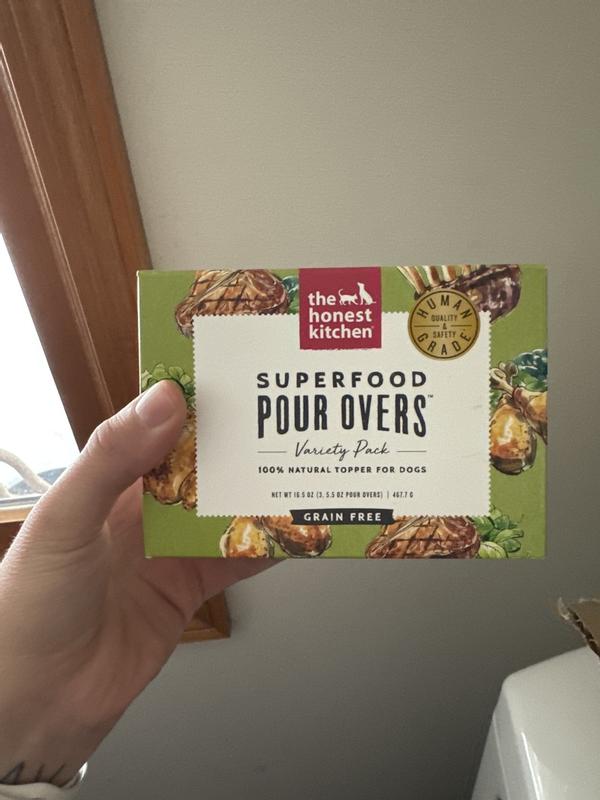 the
honest
kitchen®
HUMAN
QUALITY
&
SAFETY
GRADE
SUPERFOOD
POUR OVERS™
Variety Pack
100% NATURAL TOPPER FOR DOGS
NET WT 16.5 OZ (3, 5.5 OZ POUR OVERS) | 467.7 G
GRAIN FREE